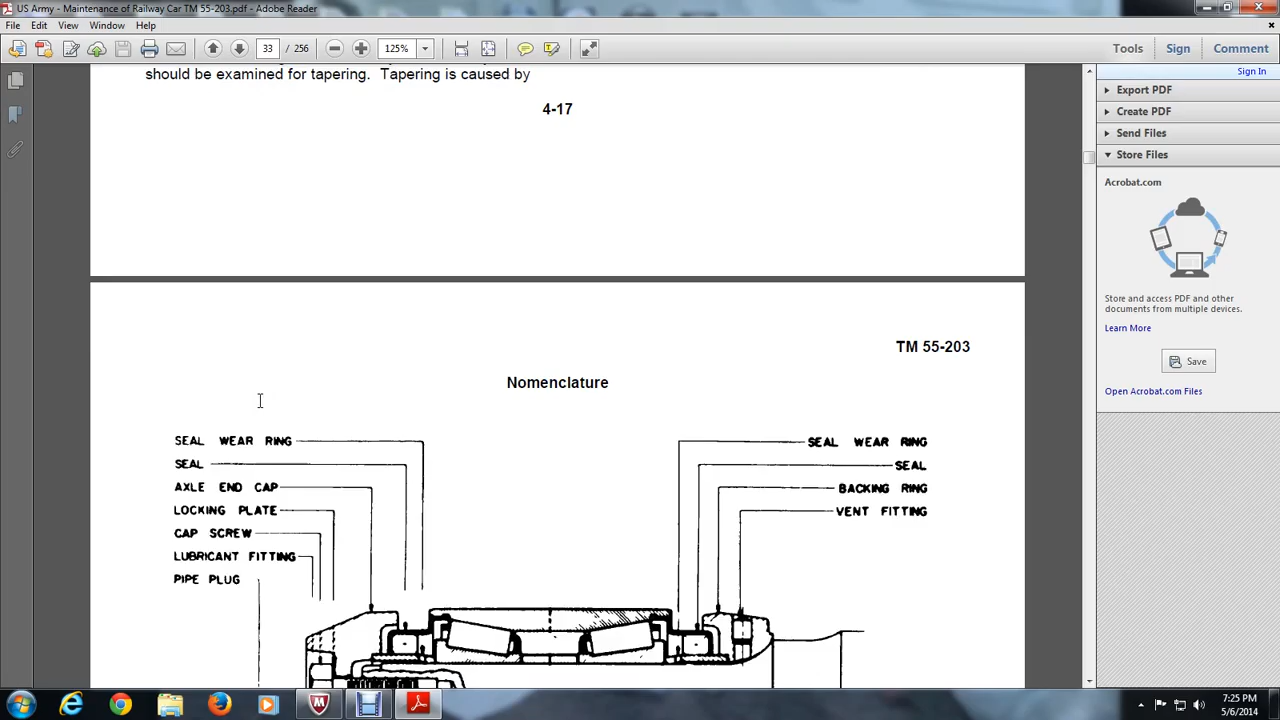 US Army - Maintenance of Railway Car TM 55-203.pdf - Adobe Reader
File Edit View Window Help
33 / 256
125%
Tools Sign Comment
should be examined for tapering. Tapering is caused by
4-17
TM 55-203
Nomenclature
SEAL WEAR RING
SEAL
AXLE END CAP
LOCKING PLATE
CAP SCREW
LUBRICANT FITTING
PIPE PLUG
SEAL WEAR RING
SEAL
BACKING RING
VENT FITTING
Sign In
Export PDF
Create PDF
Send Files
Store Files
Acrobat.com
Store and access PDF and other
documents from multiple devices.
Learn More
Save
Open Acrobat.com Files
7:25 PM
5/6/2014